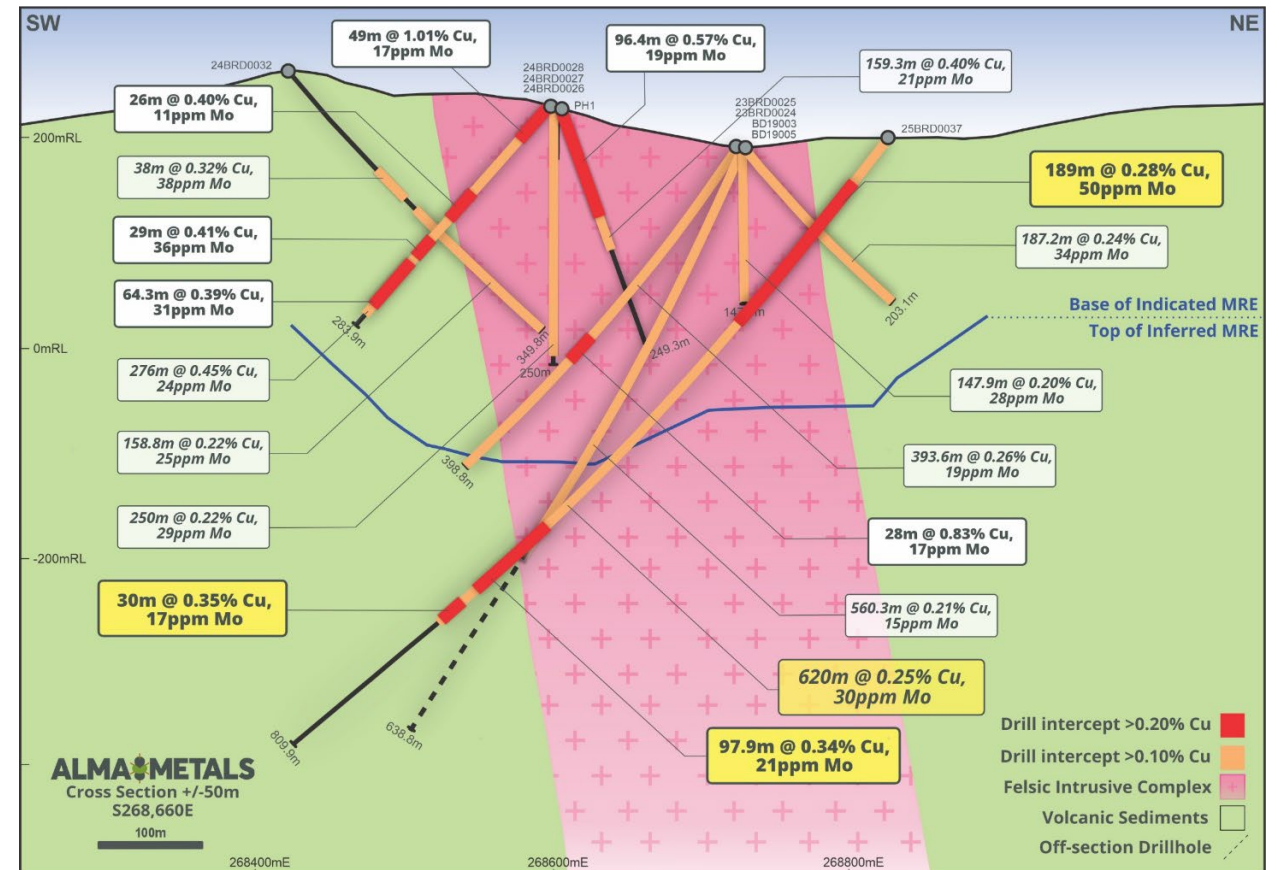 SW
NE
49m @ 1.01% Cu,
17ppm Mo
96.4m @ 0.57% Cu,
19ppm Mo
159.3m @ 0.40% Cu,
21ppm Mo
24BRD0032
24BRD0028
24BRD0027
24BRD0026
PH1
23BRD0025
23BRD0024
BD19003
BD19005
25BRD0037
26m @ 0.40% Cu,
11ppm Mo
200mRL
38m @ 0.32% Cu,
38ppm Mo
189m @ 0.28% Cu,
50ppm Mo
29m @ 0.41% Cu,
36ppm Mo
187.2m @ 0.24% Cu,
34ppm Mo
64.3m @ 0.39% Cu,
31ppm Mo
Base of Indicated MRE
Top of Inferred MRE
283.9m
349.8m
250m
249.3m
203.1m
0mRL
276m @ 0.45% Cu,
24ppm Mo
147.9m @ 0.20% Cu,
28ppm Mo
158.8m @ 0.22% Cu,
25ppm Mo
398.8m
393.6m @ 0.26% Cu,
19ppm Mo
250m @ 0.22% Cu,
29ppm Mo
28m @ 0.83% Cu,
17ppm Mo
-200mRL
30m @ 0.35% Cu,
17ppm Mo
560.3m @ 0.21% Cu,
15ppm Mo
620m @ 0.25% Cu,
30ppm Mo
809.9m
638.8m
97.9m @ 0.34% Cu,
21ppm Mo
Drill intercept >0.20% Cu
Drill intercept >0.10% Cu
Felsic Intrusive Complex
Volcanic Sediments
Off-section Drillhole
ALMA METALS
Cross Section +/-50m
S268,660E
100m
268400mE
268600mE
268800mE